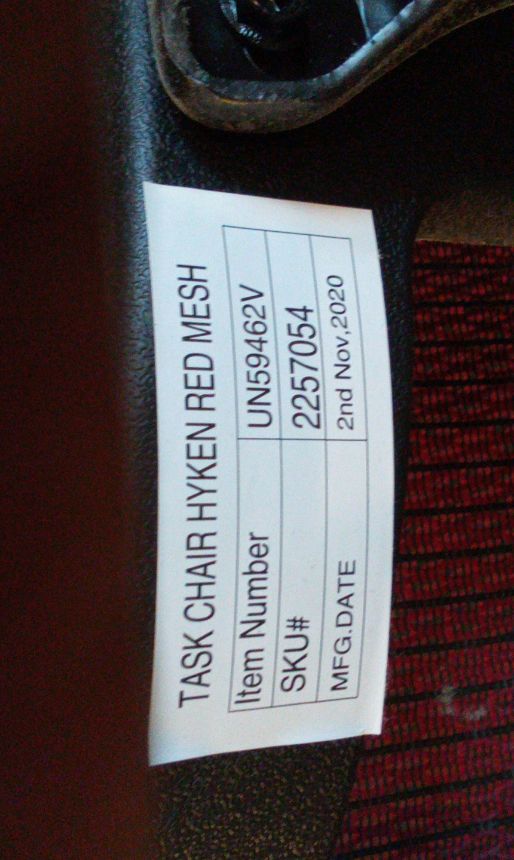 TASK CHAIR HYKEN RED MESH
Item Number UN59462V
SKU# 2257054
MFG.DATE 2nd Nov,2020